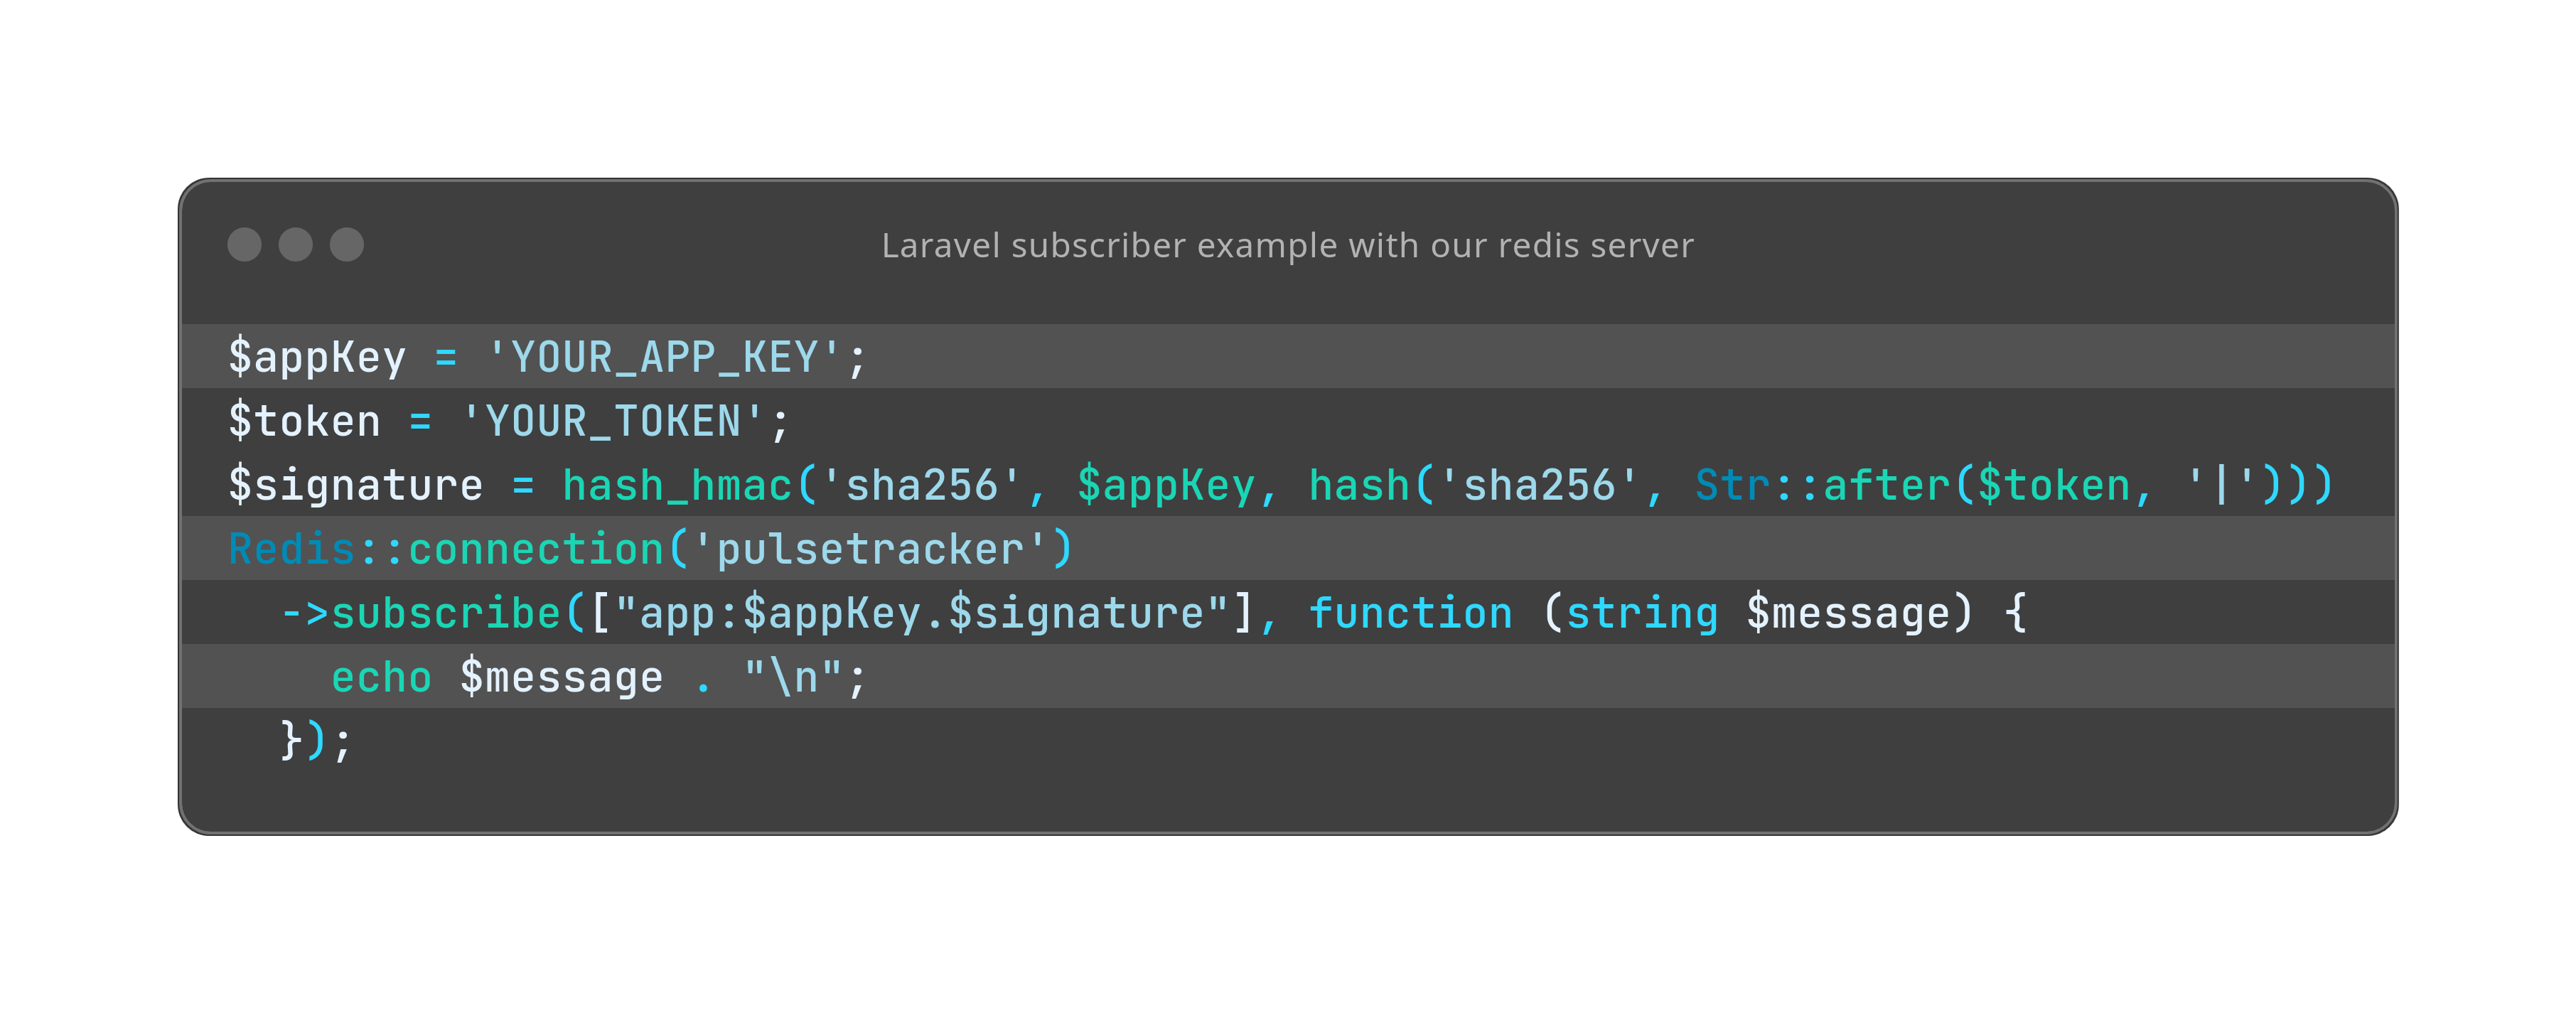 Laravel subscriber example with our redis server
$appKey = 'YOUR_APP_KEY';
$token = 'YOUR_TOKEN';
$signature = hash_hmac('sha256', $appKey, hash('sha256', Str::after($token, '|')))
Redis::connection('pulsetracker')
  ->subscribe(["app:$appKey.$signature"], function (string $message) {
    echo $message . "\n";
  });